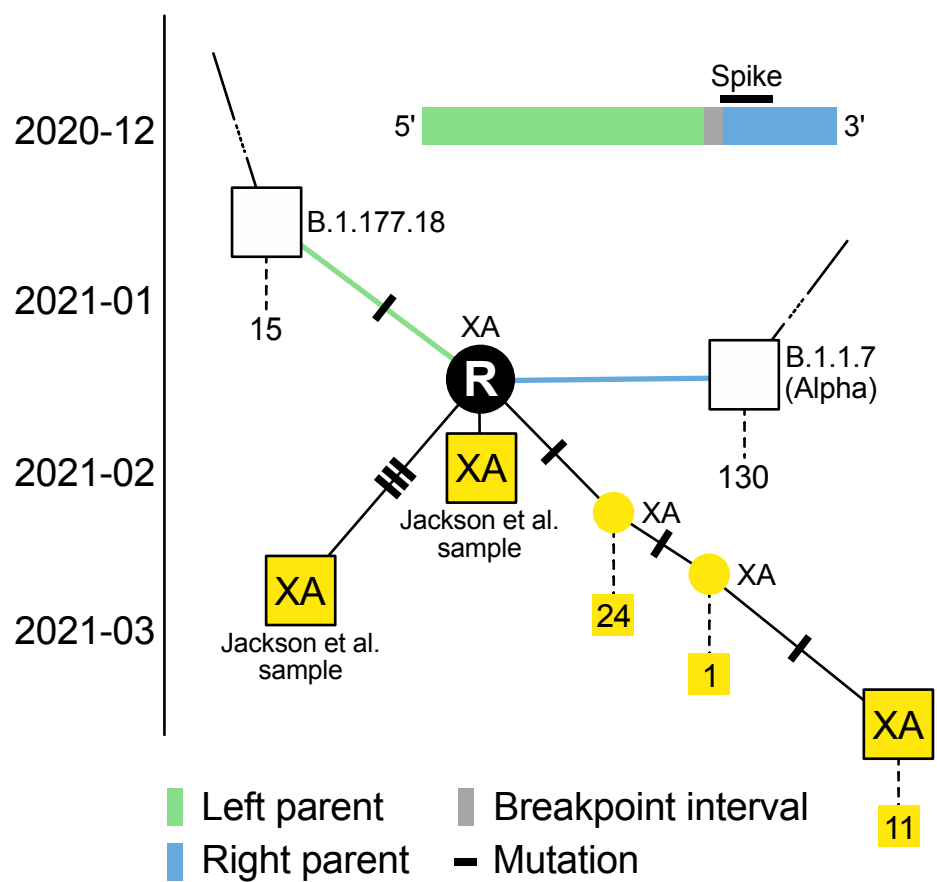 Spike
2020-12
5'
3'
B.1.177.18
2021-01
15
XA
R
B.1.1.7
(Alpha)
2021-02
XA
130
Jackson et al.
sample
XA
XA
XA
24
2021-03
Jackson et al.
sample
1
XA
11
Left parent
Breakpoint interval
Right parent
Mutation